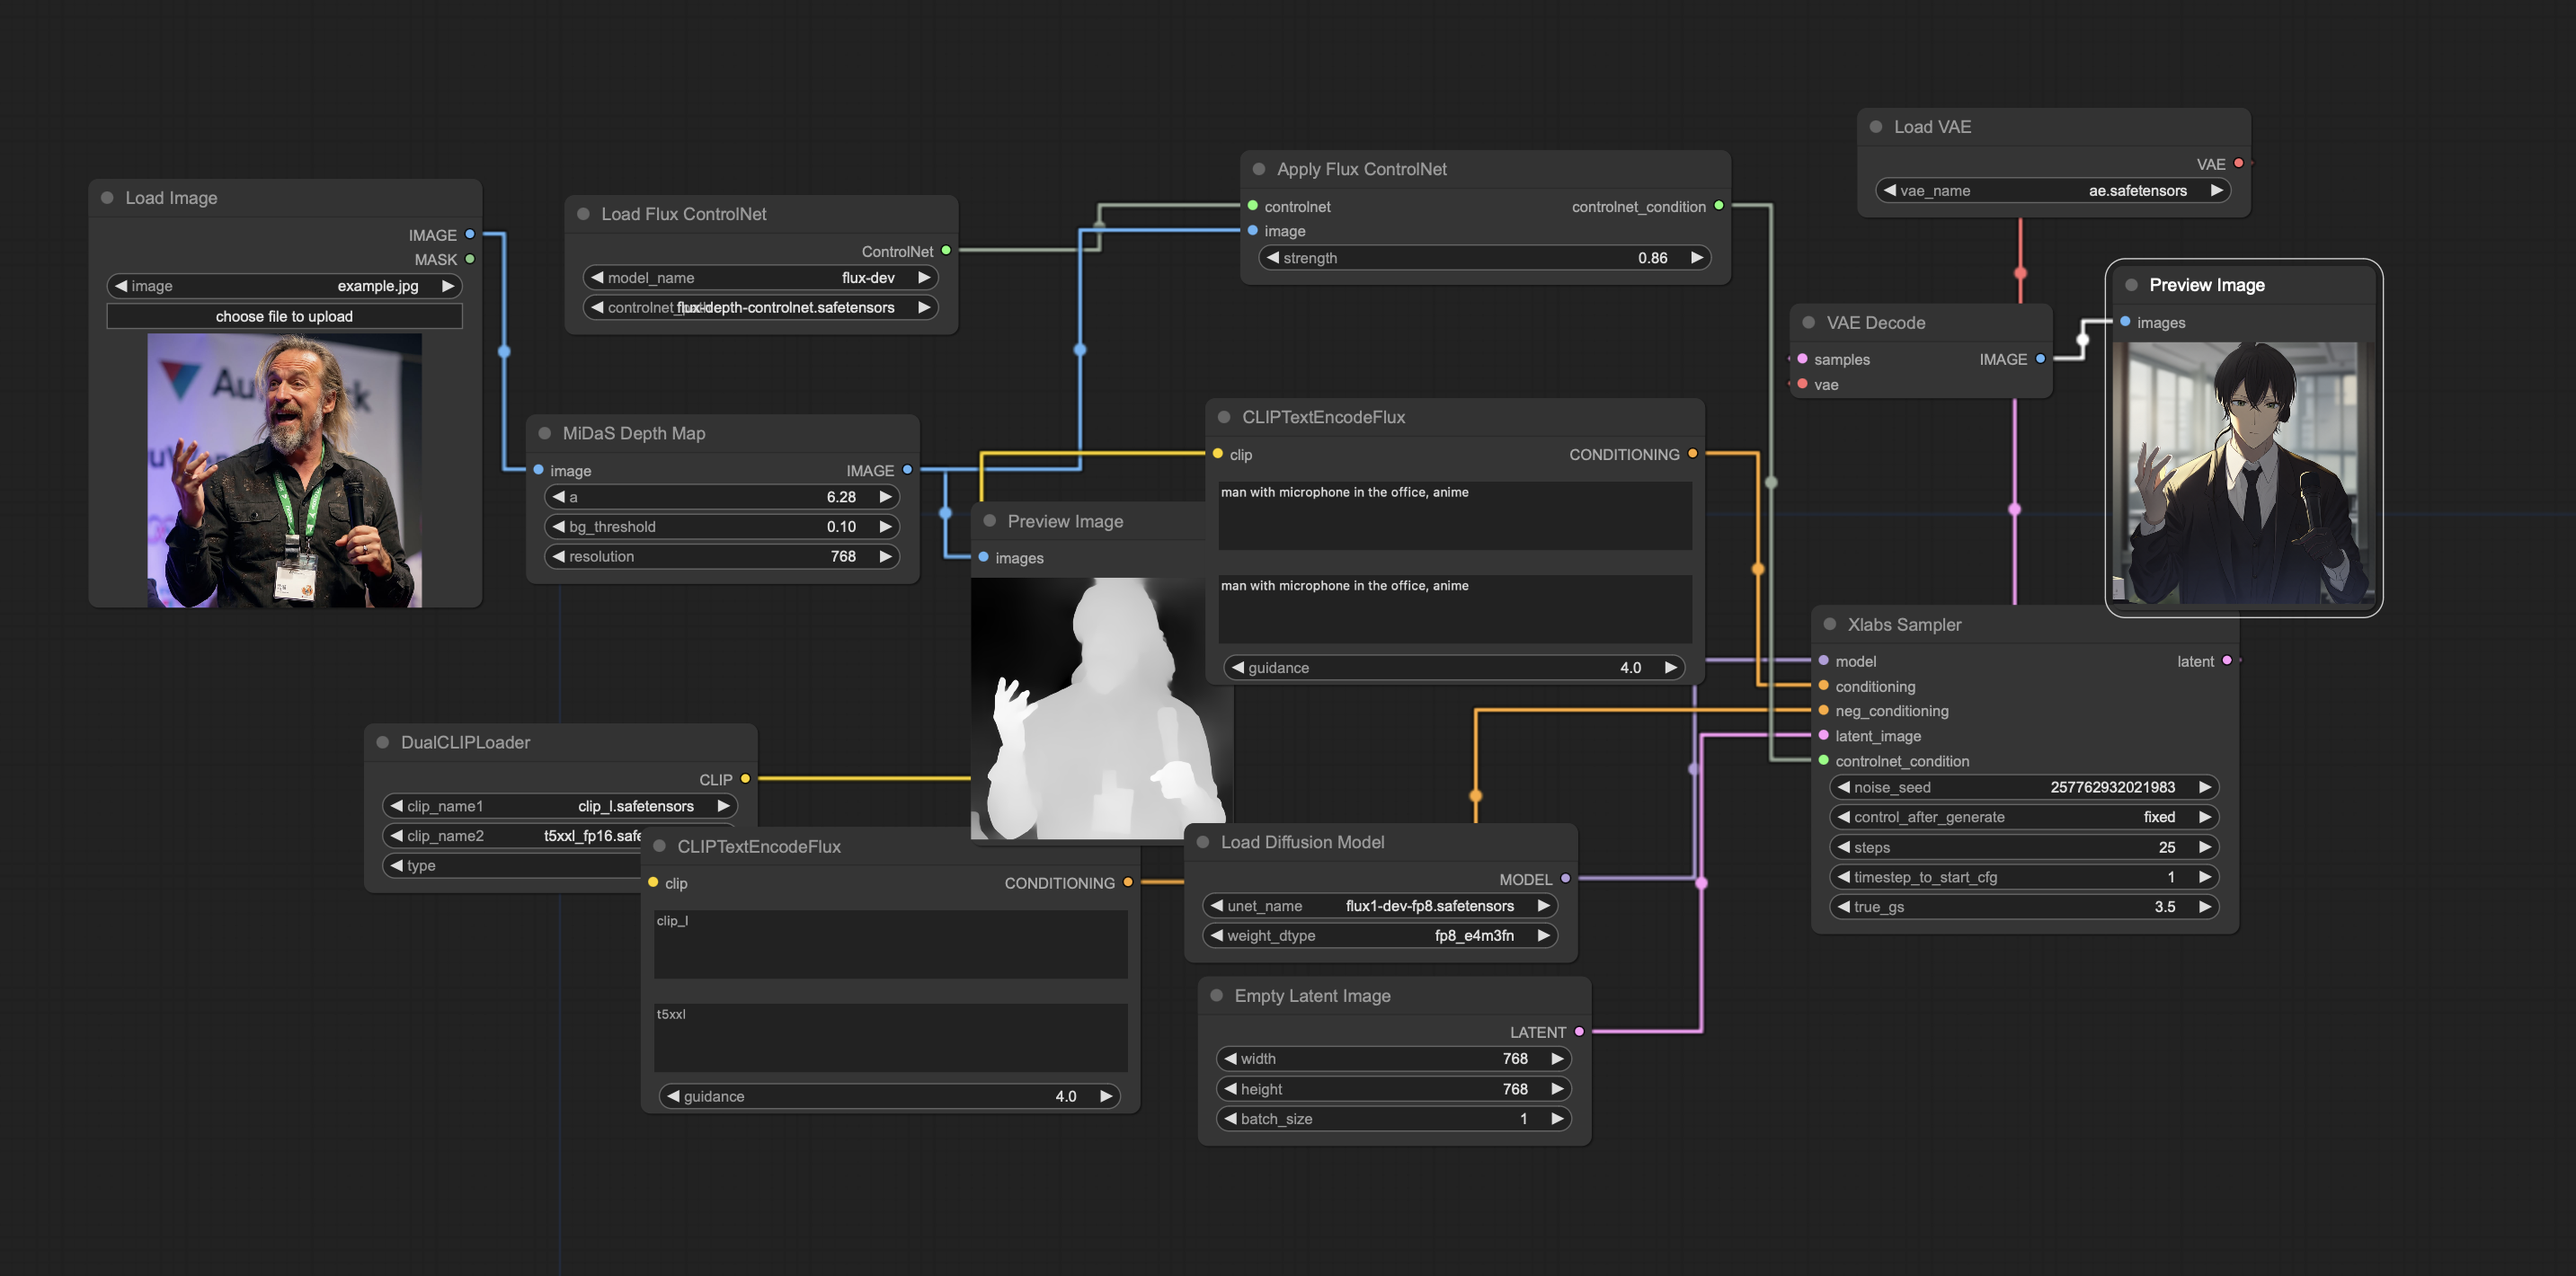 Load Image
IMAGE
MASK
image example.jpg
choose file to upload
Load Flux ControlNet
ControlNet
model_name flux-dev
flux-depth-controlnet.safetensors
MiDaS Depth Map
image IMAGE
a 6.28
bg_threshold 0.10
resolution 768
Preview Image
images
Apply Flux ControlNet
controlnet controlnet_condition
image
strength 0.86
CLIPTextEncodeFlux
clip CONDITIONING
man with microphone in the office, anime
man with microphone in the office, anime
guidance 4.0
Load VAE
VAE
vae_name ae.safetensors
VAE Decode
samples IMAGE
vae
Preview Image
images
Xlabs Sampler
model latent
conditioning
neg_conditioning
latent_image
controlnet_condition
noise_seed 257762932021983
control_after_generate fixed
steps 25
timestep_to_start_cfg 1
true_gs 3.5
DualCLIPLoader
CLIP
clip_name1 clip_l.safetensors
clip_name2 t5xxl_fp16.safe
type
CLIPTextEncodeFlux
clip CONDITIONING
clip_l
t5xxl
guidance 4.0
Load Diffusion Model
MODEL
unet_name flux1-dev-fp8.safetensors
weight_dtype fp8_e4m3fn
Empty Latent Image
LATENT
width 768
height 768
batch_size 1